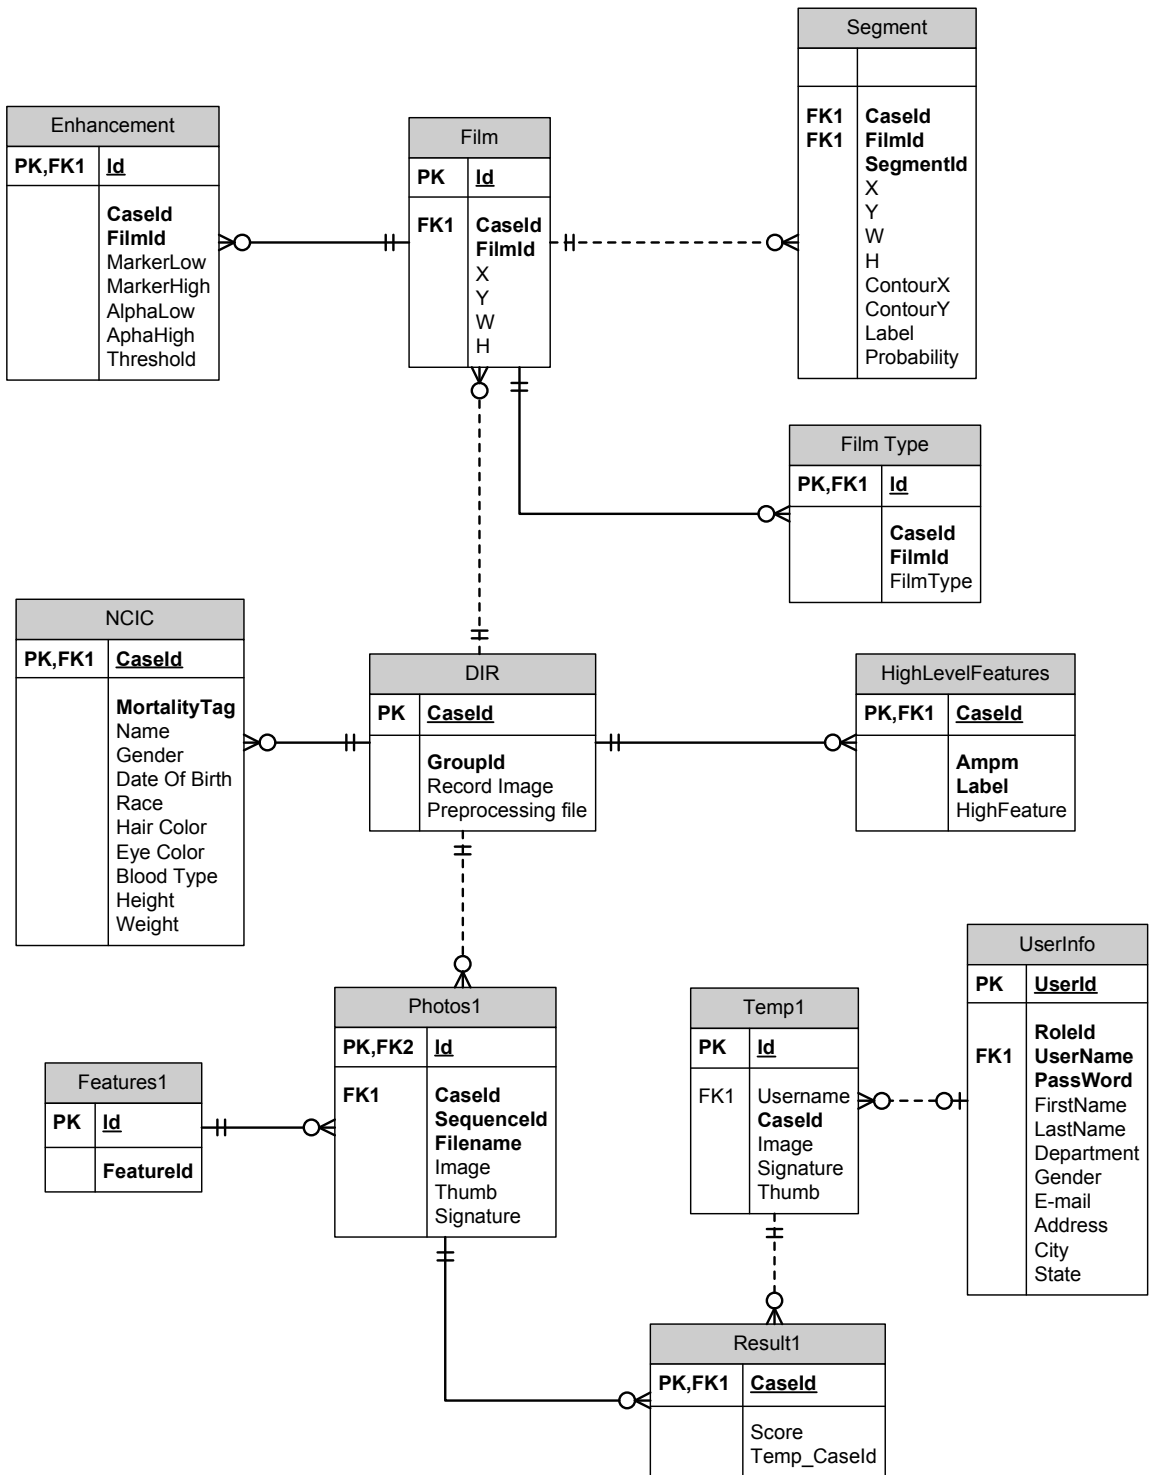 Segment
FK1 CaseId
FK1 FilmId
SegmentId
X
Y
W
H
ContourX
ContourY
Label
Probability
Enhancement
PK,FK1 Id
CaseId
FilmId
MarkerLow
MarkerHigh
AlphaLow
AphaHigh
Threshold
Film
PK Id
FK1 CaseId
FilmId
X
Y
W
H
Film Type
PK,FK1 Id
CaseId
FilmId
FilmType
NCIC
PK,FK1 CaseId
MortalityTag
Name
Gender
Date Of Birth
Race
Hair Color
Eye Color
Blood Type
Height
Weight
DIR
PK CaseId
GroupId
Record Image
Preprocessing file
HighLevelFeatures
PK,FK1 CaseId
Ampm
Label
HighFeature
UserInfo
PK UserId
RoleId
FK1 UserName
PassWord
FirstName
LastName
Department
Gender
E-mail
Address
City
State
Photos1
PK,FK2 Id
FK1 CaseId
SequenceId
Filename
Image
Thumb
Signature
Temp1
PK Id
FK1 Username
CaseId
Image
Signature
Thumb
Features1
PK Id
FeatureId
Result1
PK,FK1 CaseId
Score
Temp_CaseId